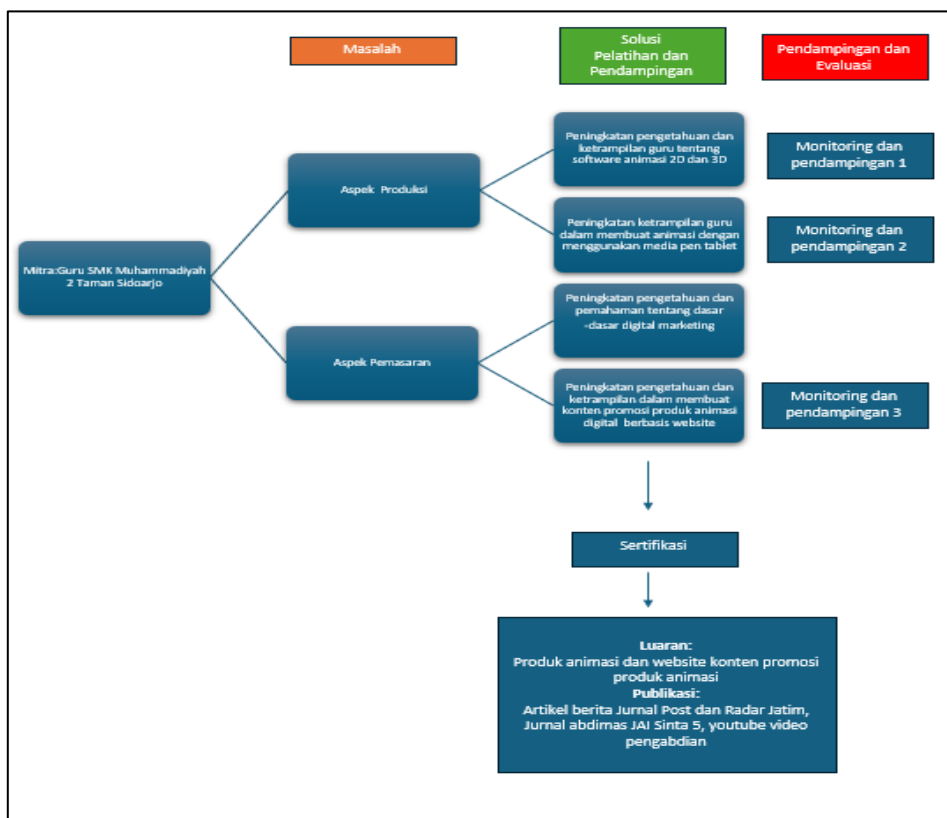 Masalah
Solusi
Pelatihan dan
Pendampingan
Pendampingan dan
Evaluasi
Peningkatan pengetahuan dan
ketrampilan guru tentang
software animasi 2D dan 3D
Monitoring dan
pendampingan 1
Aspek Produksi
Peningkatan ketrampilan guru
dalam membuat animasi dengan
menggunakan media pen tablet
Monitoring dan
pendampingan 2
Mitra:Guru SMK Muhammadiyah
2 Taman Sidoarjo
Peningkatan pengetahuan dan
pemahaman tentang dasar
-dasar digital marketing
Aspek Pemasaran
Peningkatan pengetahuan dan
ketrampilan dalam membuat
konten promosi produk animasi
digital berbasis website
Monitoring dan
pendampingan 3
Sertifikasi
Luaran:
Produk animasi dan website konten promosi
produk animasi
Publikasi:
Artikel berita Jurnal Post dan Radar Jatim,
Jurnal abdimas JAI Sinta 5, youtube video
pengabdian